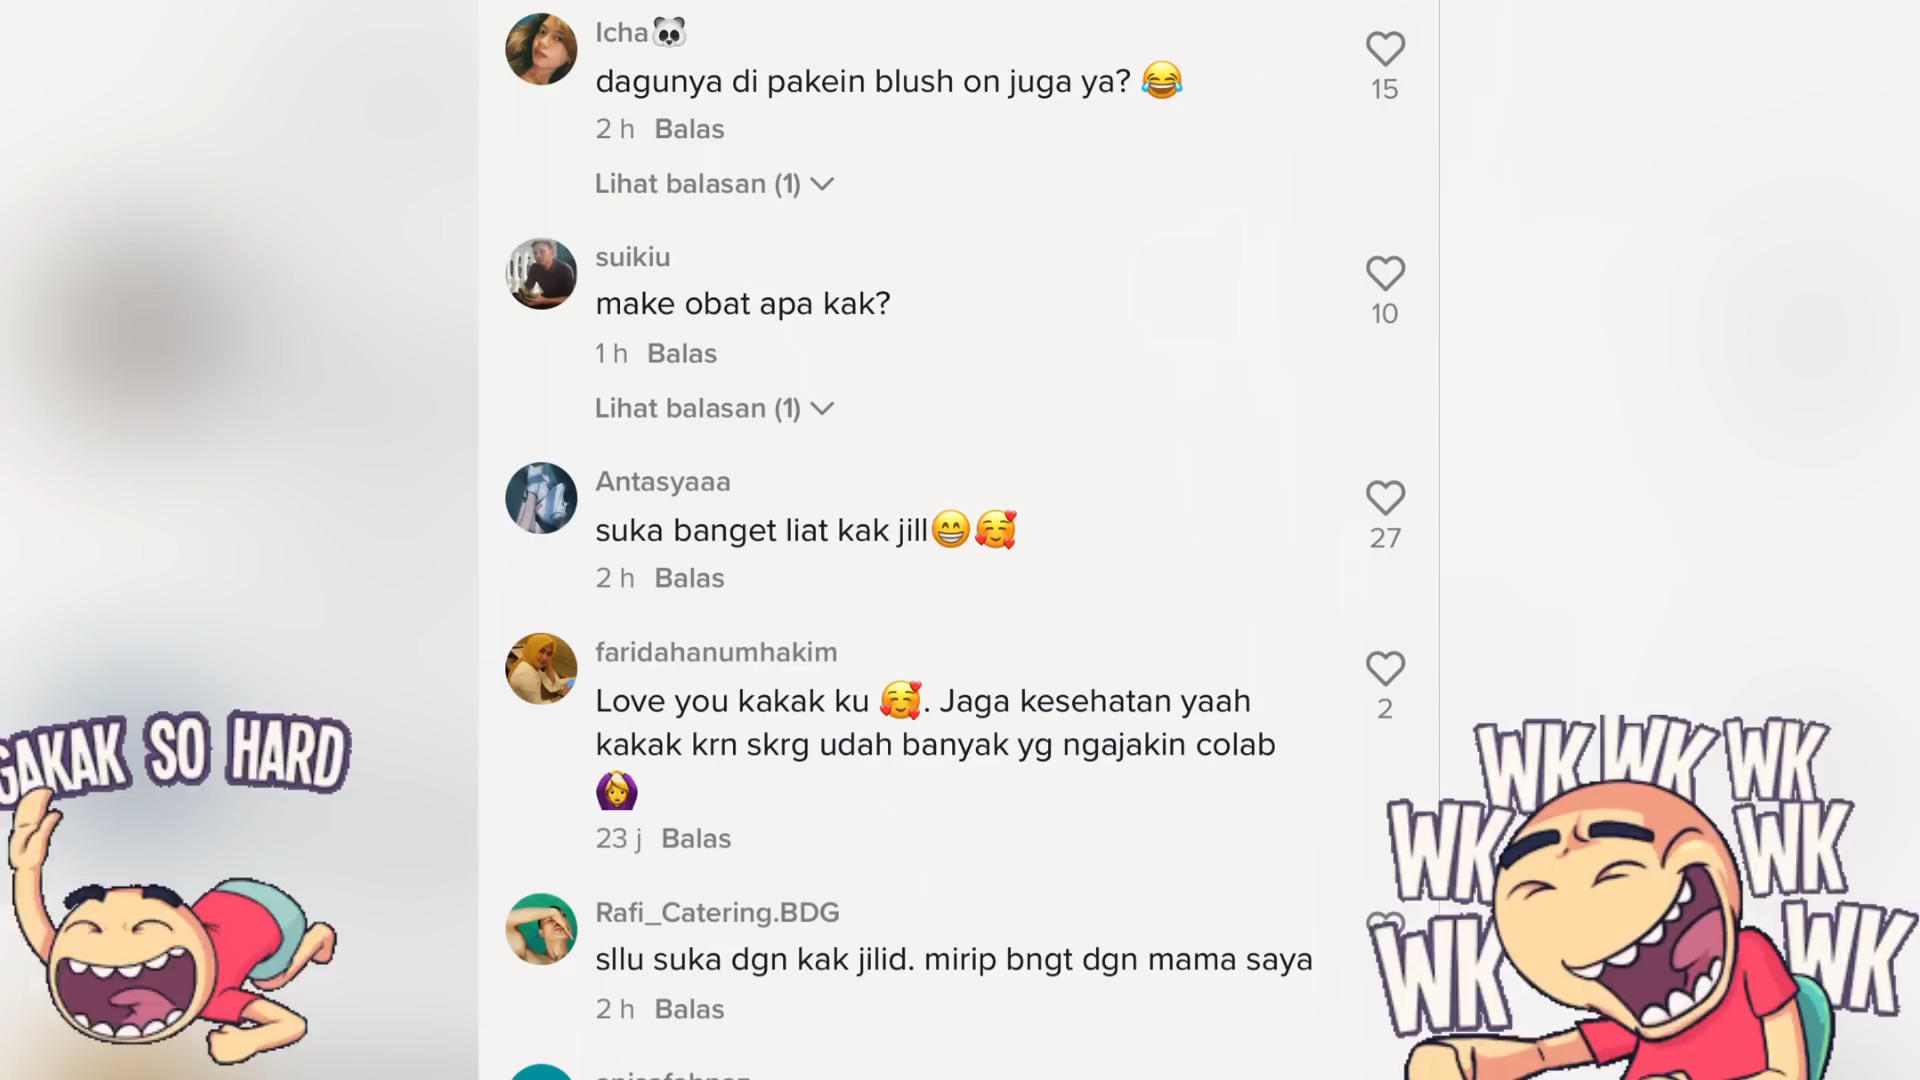 Icha🐼
dagunya di pakein blush on juga ya? 😂
15
2 h Balas
Lihat balasan (1)
suikiu
make obat apa kak?
10
1 h Balas
Lihat balasan (1)
Antasyaaa
suka banget liat kak jill😁🥰
27
2 h Balas
faridahanumhakim
Love you kakak ku 🥰. Jaga kesehatan yaah
kakak krn skrg udah banyak yg ngajakin colab
🙆‍♀️
2
23 j Balas
Rafi_Catering.BDG
sllu suka dgn kak jilid. mirip bngt dgn mama saya
2 h Balas
GAKAK SO HARD
WK WK WK
WK WK
WK WK